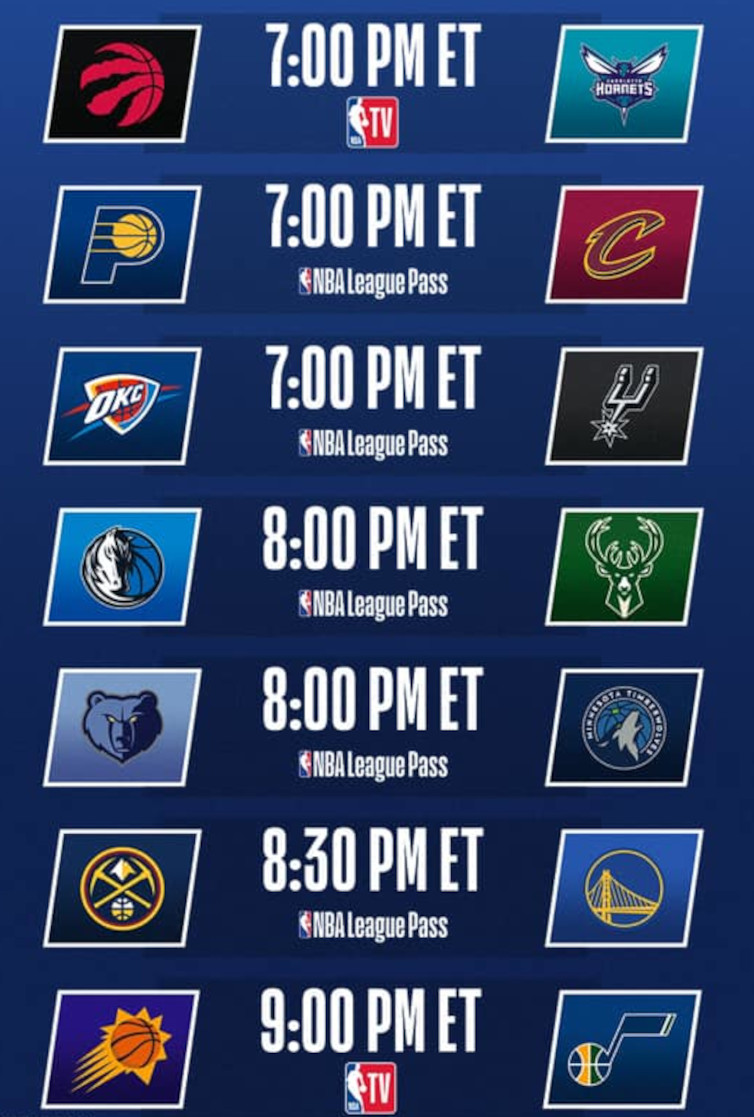 7:00 PM ET
CHARLOTTE
HORNETS
NBA TV
7:00 PM ET
NBA League Pass
7:00 PM ET
OKC
NBA League Pass
8:00 PM ET
NBA League Pass
8:00 PM ET
MINNESOTA TIMBERWOLVES
NBA League Pass
8:30 PM ET
NBA League Pass
9:00 PM ET
NBA TV